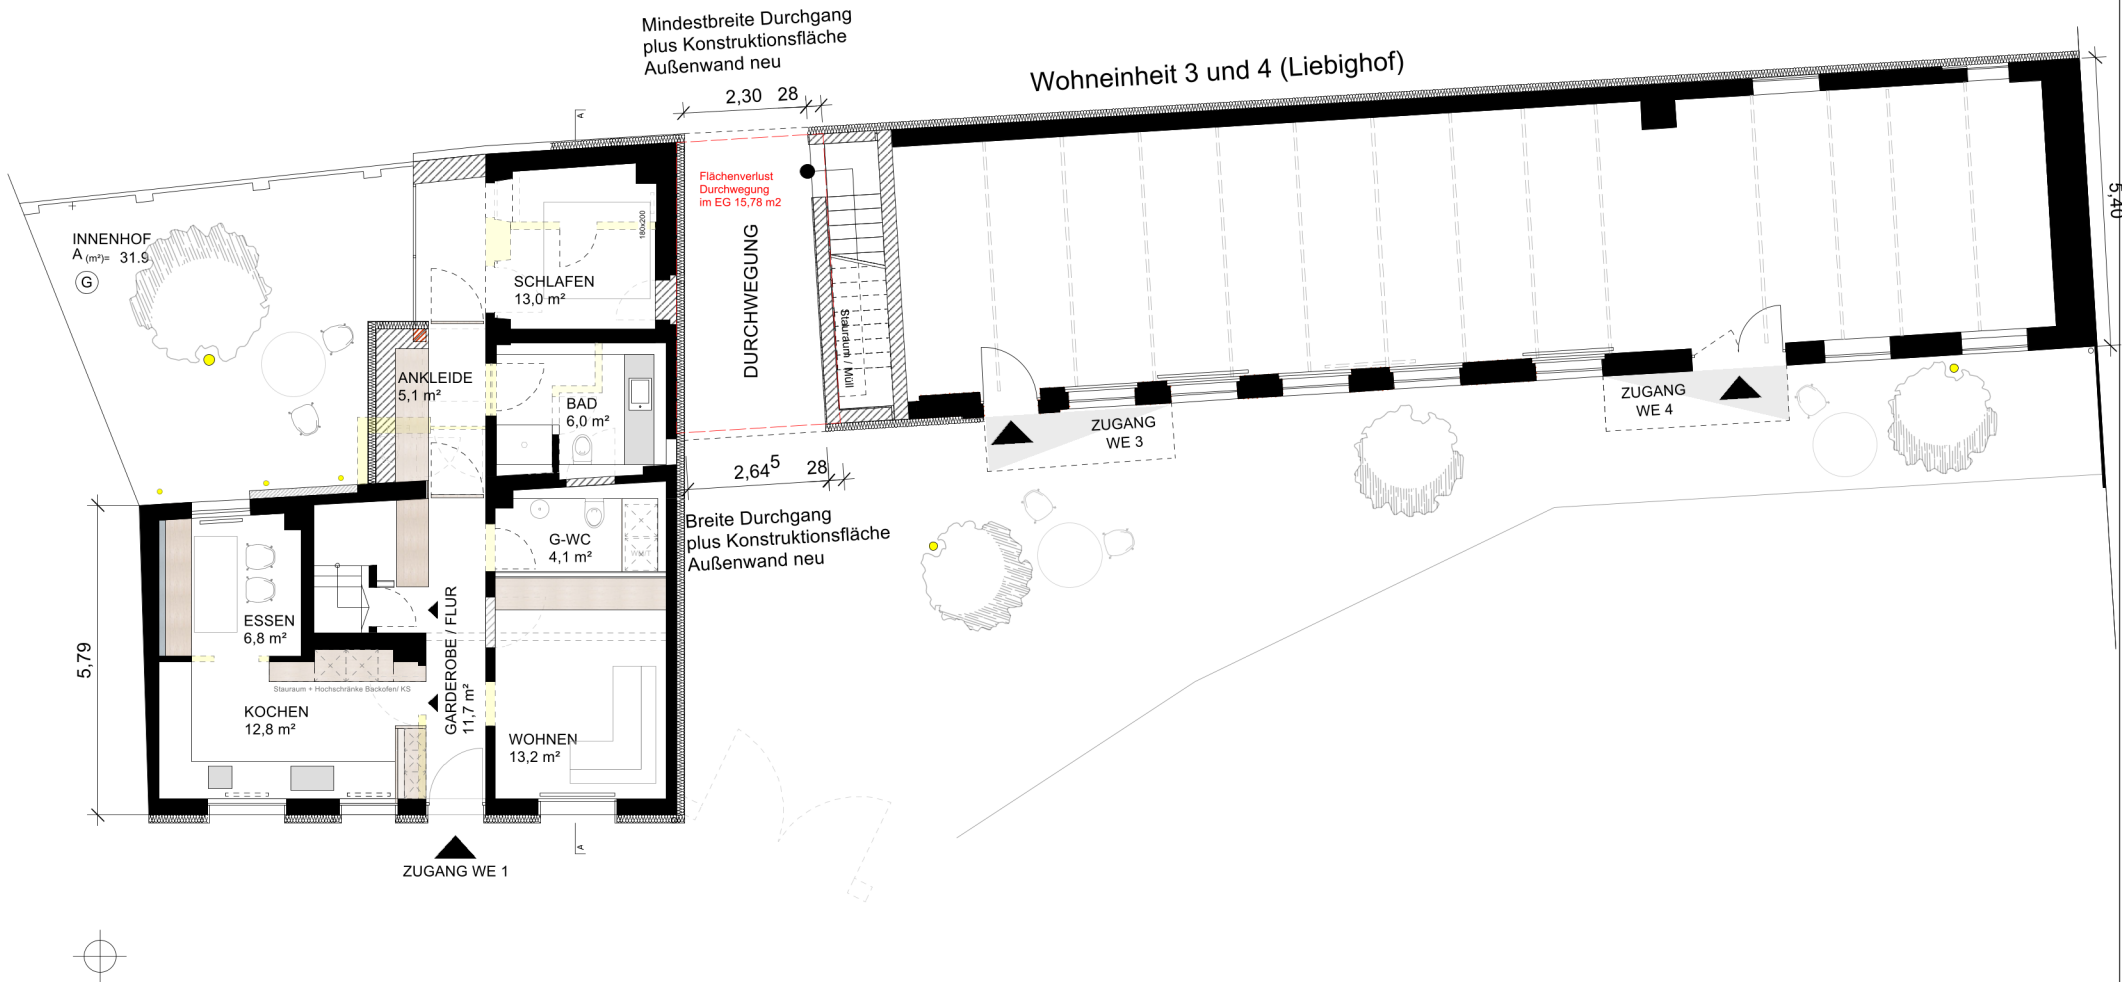 Mindestbreite Durchgang
plus Konstruktionsfläche
Außenwand neu
Wohneinheit 3 und 4 (Liebighof)
2,30 28
A
5,40
Flächenverlust
Durchwegung
im EG 15,78 m2
180x200
INNENHOF
A (m²)= 31.9
G
DURCHWEGUNG
SCHLAFEN
13,0 m²
Stauraum / Müll
ANKLEIDE
5,1 m²
BAD
6,0 m²
ZUGANG
WE 3
ZUGANG
WE 4
2,64⁵ 28
Breite Durchgang
plus Konstruktionsfläche
Außenwand neu
G-WC
4,1 m²
ESSEN
6,8 m²
GARDEROBE / FLUR
11,7 m²
5,79
Stauraum + Hochschränke Backofen/ KS
KOCHEN
12,8 m²
WOHNEN
13,2 m²
A
ZUGANG WE 1